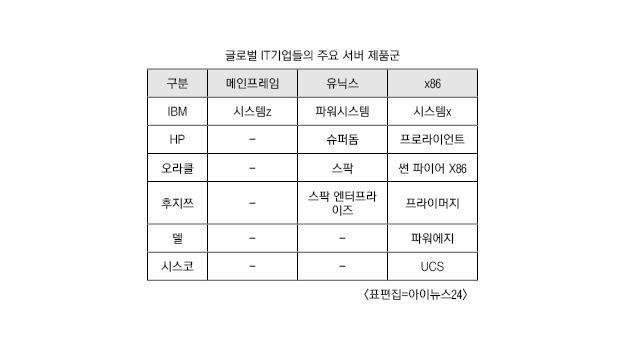 글로벌 IT기업들의 주요 서버 제품군
구분 메인프레임 유닉스 x86
IBM 시스템z 파워시스템 시스템x
HP – 슈퍼돔 프로라이언트
오라클 – 스팍 썬 파이어 X86
후지쯔 – 스팍 엔터프라 프라이머지
이즈
델 – – 파워에지
시스코 – – UCS
〈표편집=아이뉴스24〉